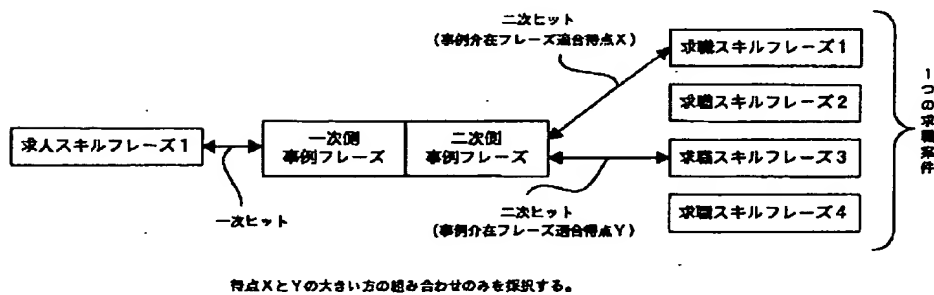 二次ヒット
(事例介在フレーズ適合得点X)
求職スキルフレーズ1
求職スキルフレーズ2
求人スキルフレーズ1
一次側
事例フレーズ
二次側
事例フレーズ
求職スキルフレーズ3
求職スキルフレーズ4
1つの求職案件
一次ヒット
二次ヒット
(事例介在フレーズ適合得点Y)
得点XとYの大きい方の組み合わせのみを採択する。